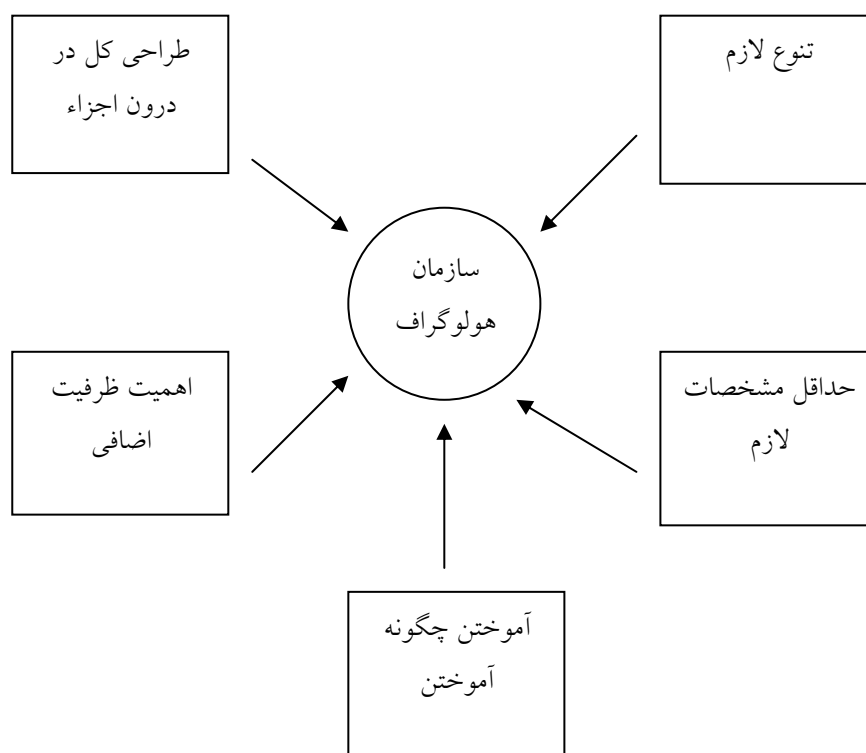 تنوع لازم
طراحی کل در
درون اجزاء
سازمان
هولوگراف
حداقل مشخصات
لازم
اهمیت ظرفیت
اضافی
آموختن چگونه
آموختن